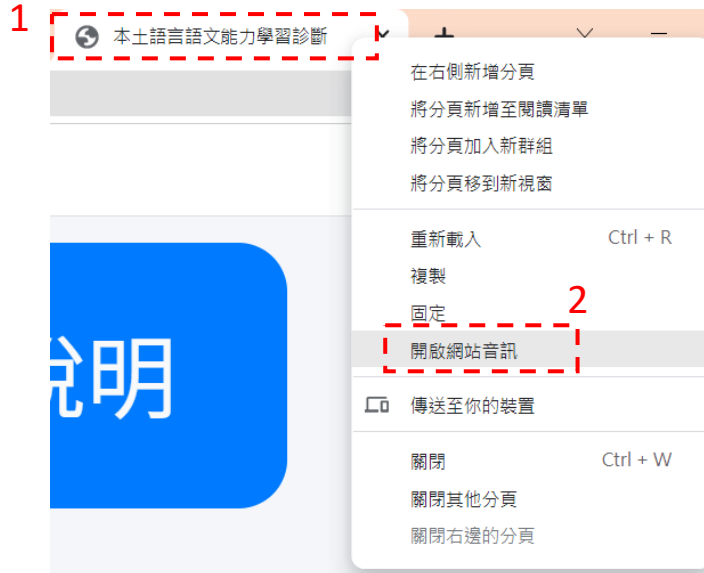 1
本土語言語文能力學習診斷
在右側新增分頁
將分頁新增至閱讀清單
將分頁加入新群組
將分頁移到新視窗
重新載入 Ctrl + R
複製
固定
2
開啟網站音訊
說明
傳送至你的裝置
關閉 Ctrl + W
關閉其他分頁
關閉右邊的分頁